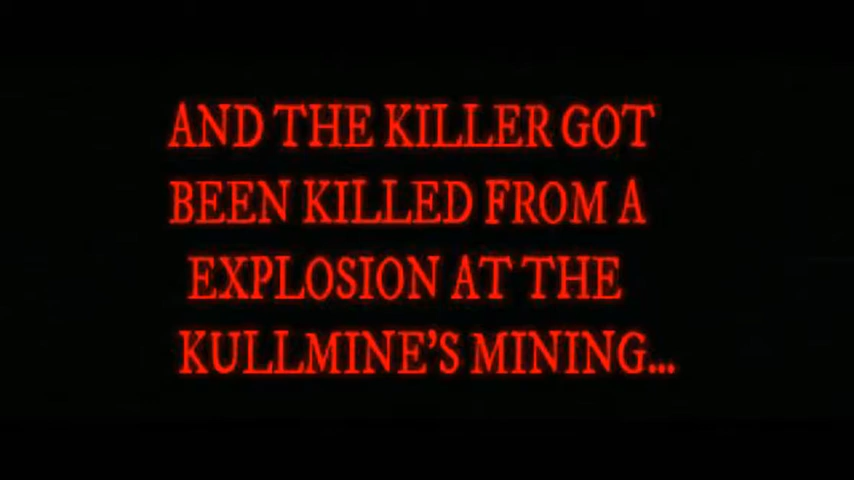 AND THE KILLER GOT
BEEN KILLED FROM A
EXPLOSION AT THE
KULLMINE'S MINING...